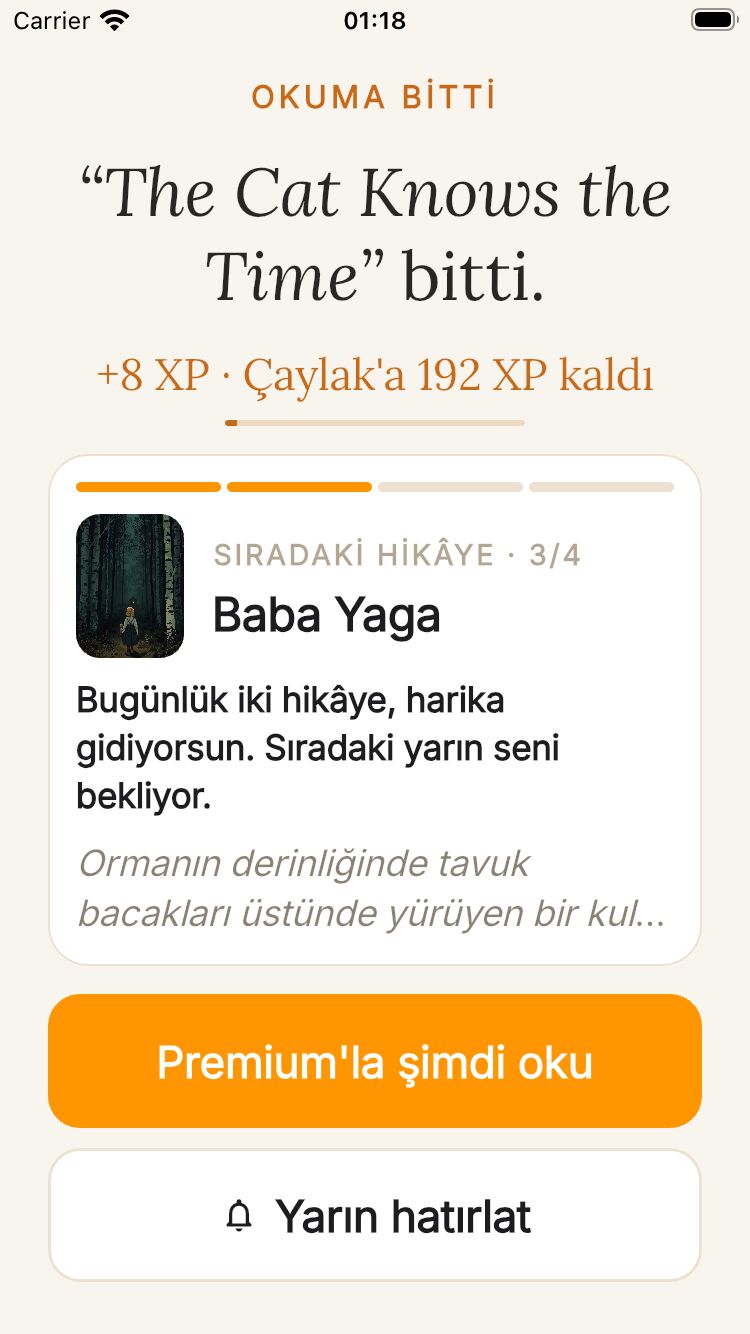 Carrier 01:18
OKUMA BİTTİ
“The Cat Knows the
Time” bitti.
+8 XP · Çaylak'a 192 XP kaldı
SIRADAKİ HİKÂYE · 3/4
Baba Yaga
Bugünlük iki hikâye, harika
gidiyorsun. Sıradaki yarın seni
bekliyor.
Ormanın derinliğinde tavuk
bacakları üstünde yürüyen bir kul...
Premium'la şimdi oku
Yarın hatırlat